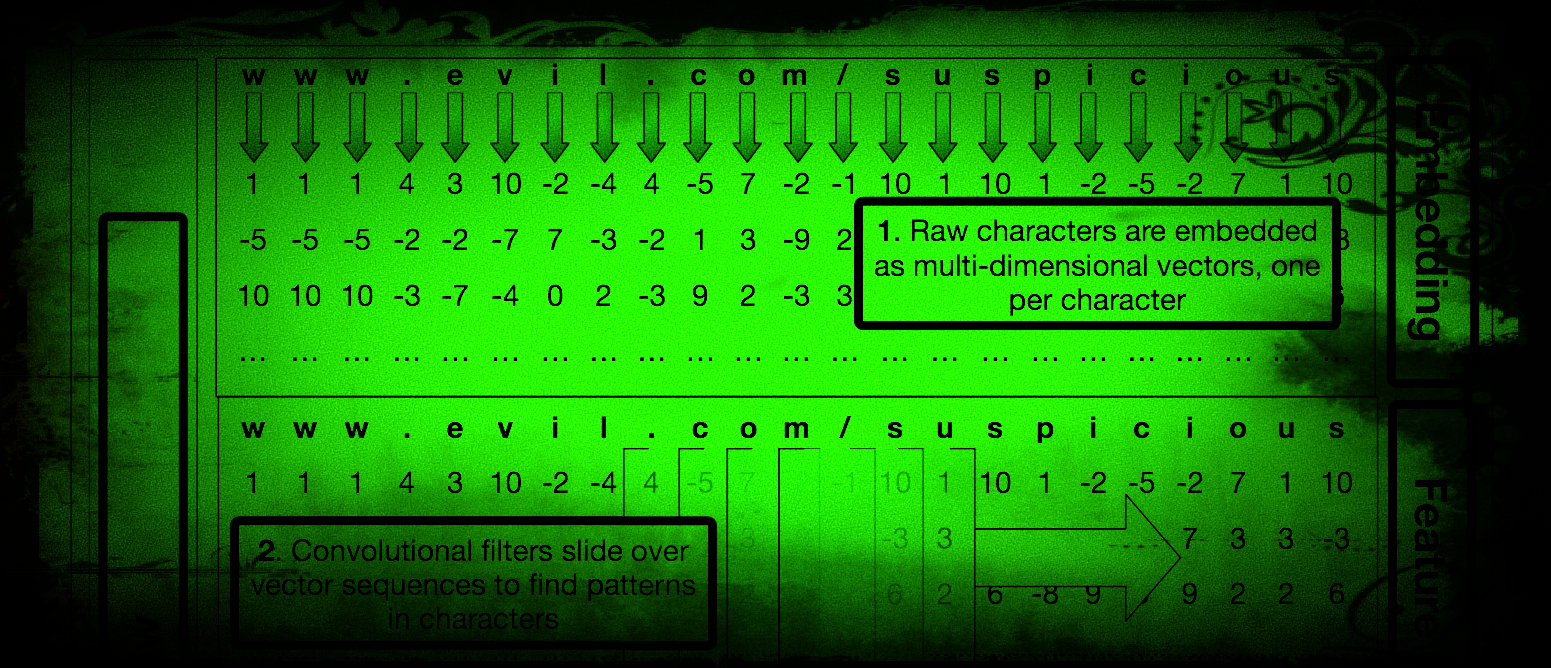 w w w . e v i l . c o m / s u s p i c i o u s
1 1 1 4 3 10 -2 -4 4 -5 7 -2 -1 10 1 10 1 -2 -5 -2 7 1 10
-5 -5 -5 -2 -2 -7 7 -3 -2 1 3 -9 2
10 10 10 -3 -7 -4 0 2 -3 9 2 -3 3
1. Raw characters are embedded
as multi-dimensional vectors, one
per character
... ... ... ... ... ... ... ... ... ... ... ... ... ... ... ... ... ... ... ... ... ... ...
Embedding
w w w . e v i l . c o m / s u s p i c i o u s
1 1 1 4 3 10 -2 -4 4 -5 7 -1 10 1 10 1 -2 -5 -2 7 1 10
3 -3 3 7 3 3 -3
6 2 6 -8 9 9 2 2 6
2. Convolutional filters slide over
vector sequences to find patterns
in characters
Feature